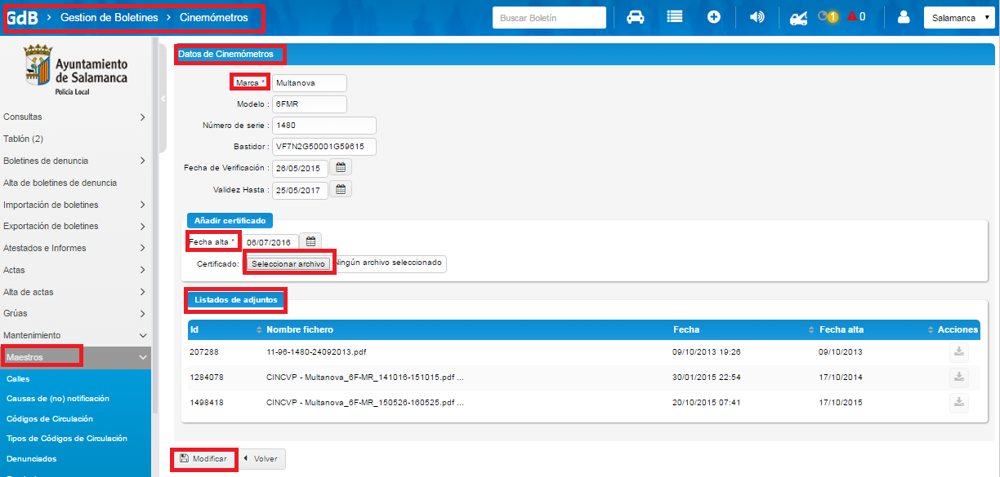 GdB > Gestion de Boletines > Cinemómetros
Buscar Boletín
1
0
Salamanca
Ayuntamiento
de Salamanca
Policía Local
Consultas
Tablón (2)
Boletines de denuncia
Alta de boletines de denuncia
Importación de boletines
Exportación de boletines
Atestados e Informes
Actas
Alta de actas
Grúas
Mantenimiento
Maestros
Calles
Causas de (no) notificación
Códigos de Circulación
Tipos de Códigos de Circulación
Denunciados
Datos de Cinemómetros
Marca * Multanova
Modelo : 6FMR
Número de serie : 1480
Bastidor : VF7N2G50001G59615
Fecha de Verificación : 26/05/2015
Validez Hasta : 25/05/2017
Añadir certificado
Fecha alta * 06/07/2016
Certificado: Seleccionar archivo Ningún archivo seleccionado
Listados de adjuntos
Id Nombre fichero Fecha Fecha alta Acciones
207288 11-96-1480-24092013.pdf 09/10/2013 19:26 09/10/2013
1284078 CINCVP - Multanova_6F-MR_141016-151015.pdf ... 30/01/2015 22:54 17/10/2014
1498418 CINCVP - Multanova_6F-MR_150526-160525.pdf ... 20/10/2015 07:41 17/10/2015
Modificar Volver